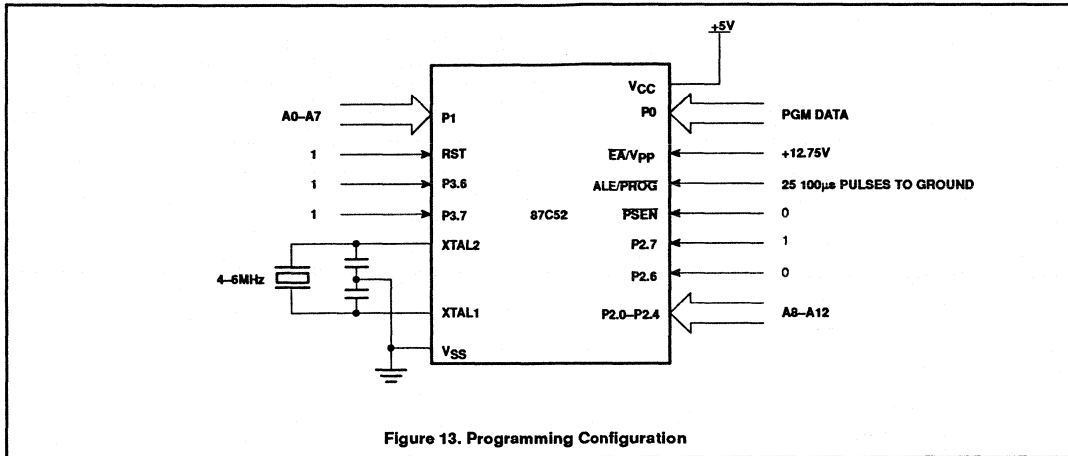 +5V
VCC
A0–A7
P1
P0
PGM DATA
1
RST
EA/VPP
+12.75V
1
P3.6
ALE/PROG
25 100µs PULSES TO GROUND
1
P3.7
87C52
PSEN
0
XTAL2
P2.7
1
4–6MHz
P2.6
0
XTAL1
P2.0–P2.4
A8–A12
VSS
Figure 13. Programming Configuration